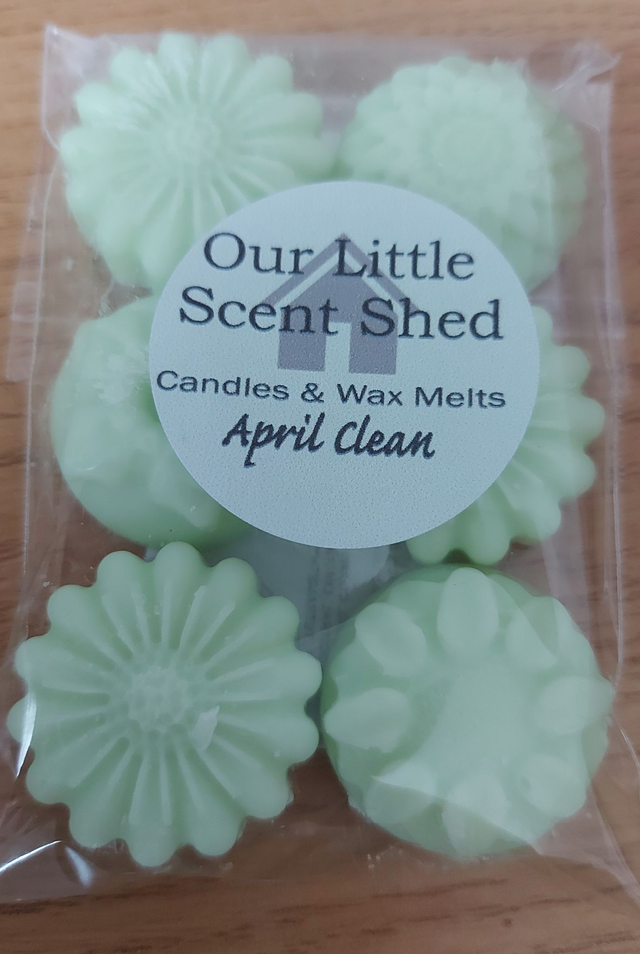 Our Little
Scent Shed
Candles & Wax Melts
April Clean